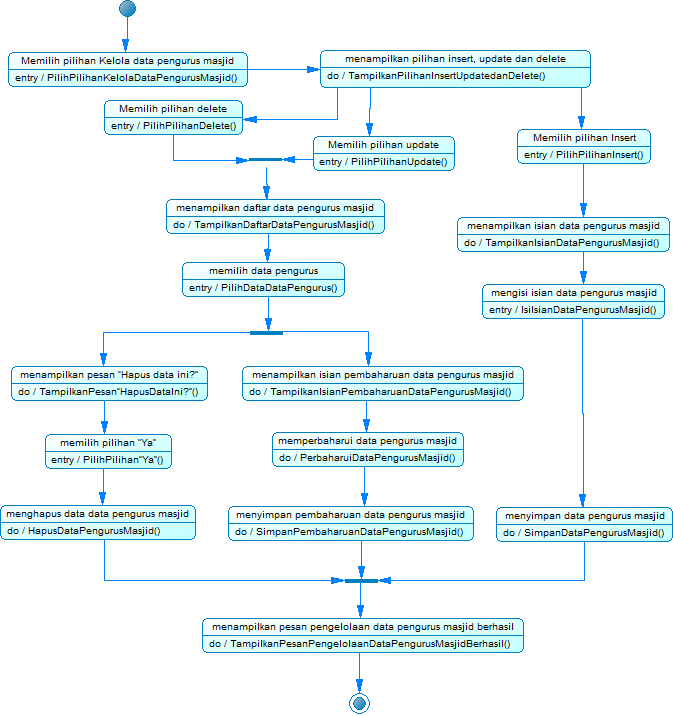 Memilih pilihan Kelola data pengurus masjid
entry / PilihPilihanKelolaDataPengurusMasjid()
menampilkan pilihan insert, update dan delete
do / TampilkanPilihanInsertUpdatedanDelete()
Memilih pilihan delete
entry / PilihPilihanDelete()
Memilih pilihan update
entry / PilihPilihanUpdate()
Memilih pilihan Insert
entry / PilihPilihanInsert()
menampilkan daftar data pengurus masjid
do / TampilkanDaftarDataPengurusMasjid()
menampilkan isian data pengurus masjid
do / TampilkanIsianDataPengurusMasjid()
memilih data pengurus
entry / PilihDataDataPengurus()
mengisi isian data pengurus masjid
entry / IsiIsianDataPengurusMasjid()
menampilkan pesan “Hapus data ini?”
do / TampilkanPesan“HapusDataIni?”()
menampilkan isian pembaharuan data pengurus masjid
do / TampilkanIsianPembaharuanDataPengurusMasjid()
memilih pilihan “Ya”
entry / PilihPilihan“Ya”()
memperbaharui data pengurus masjid
do / PerbaharuiDataPengurusMasjid()
menghapus data data pengurus masjid
do / HapusDataPengurusMasjid()
menyimpan pembaharuan data pengurus masjid
do / SimpanPembaharuanDataPengurusMasjid()
menyimpan data pengurus masjid
do / SimpanDataPengurusMasjid()
menampilkan pesan pengelolaan data pengurus masjid berhasil
do / TampilkanPesanPengelolaanDataPengurusMasjidBerhasil()